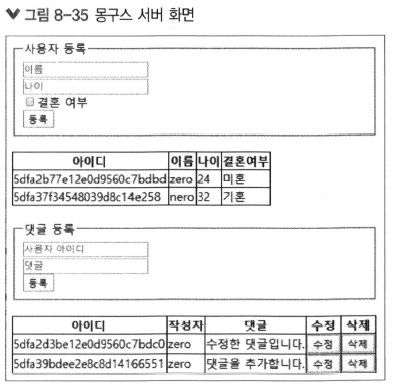 그림 8-35 몽구스 서버 화면
사용자 등록
이름
나이
결혼 여부
등록
아이디 이름 나이 결혼여부
5dfa2b77e12e0d9560c7bdbd zero 24 미혼
5dfa37f34548039d8c14e258 nero 32 기혼
댓글 등록
사용자 아이디
댓글
등록
아이디 작성자 댓글 수정 삭제
5dfa2d3be12e0d9560c7bdc0 zero 수정한 댓글입니다. 수정 삭제
5dfa39bdee2e8c8d14166551 zero 댓글을 추가합니다. 수정 삭제